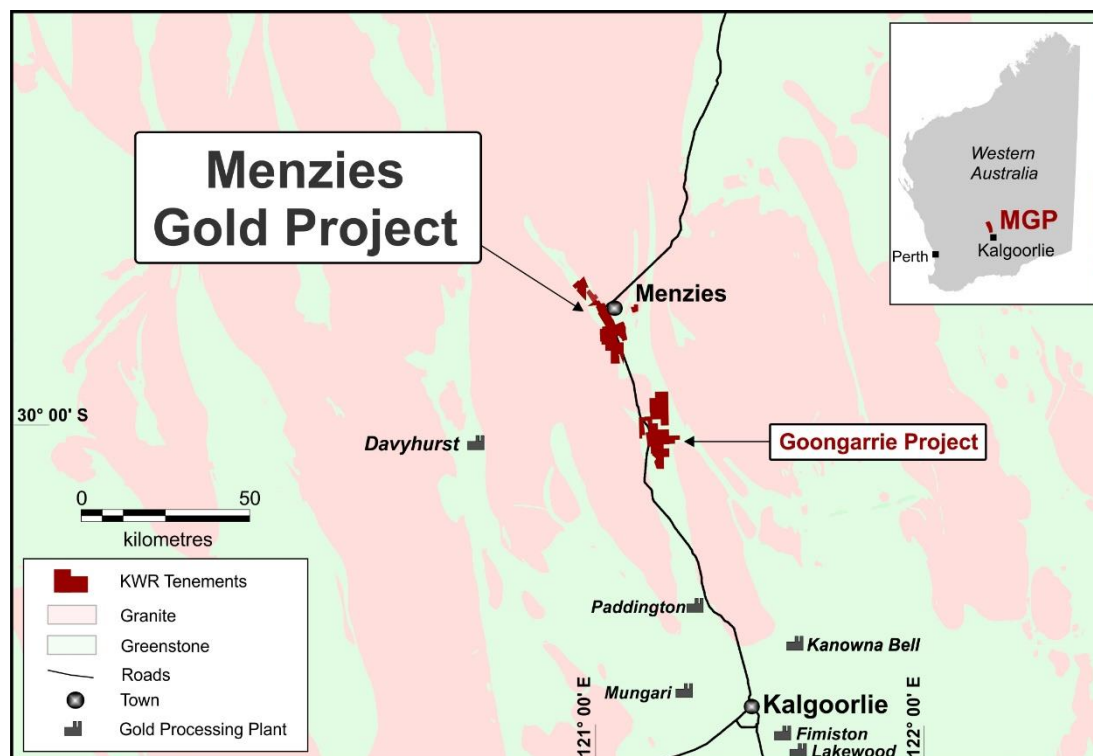 Menzies
Gold Project
Western
Australia
MGP
Kalgoorlie
Perth
Menzies
30° 00' S
Davyhurst
Goongarrie Project
0 50
kilometres
KWR Tenements
Granite
Greenstone
Roads
Town
Gold Processing Plant
Paddington
Kanowna Bell
Mungari
121° 00' E
Kalgoorlie
122° 00' E
Fimiston
Lakewood